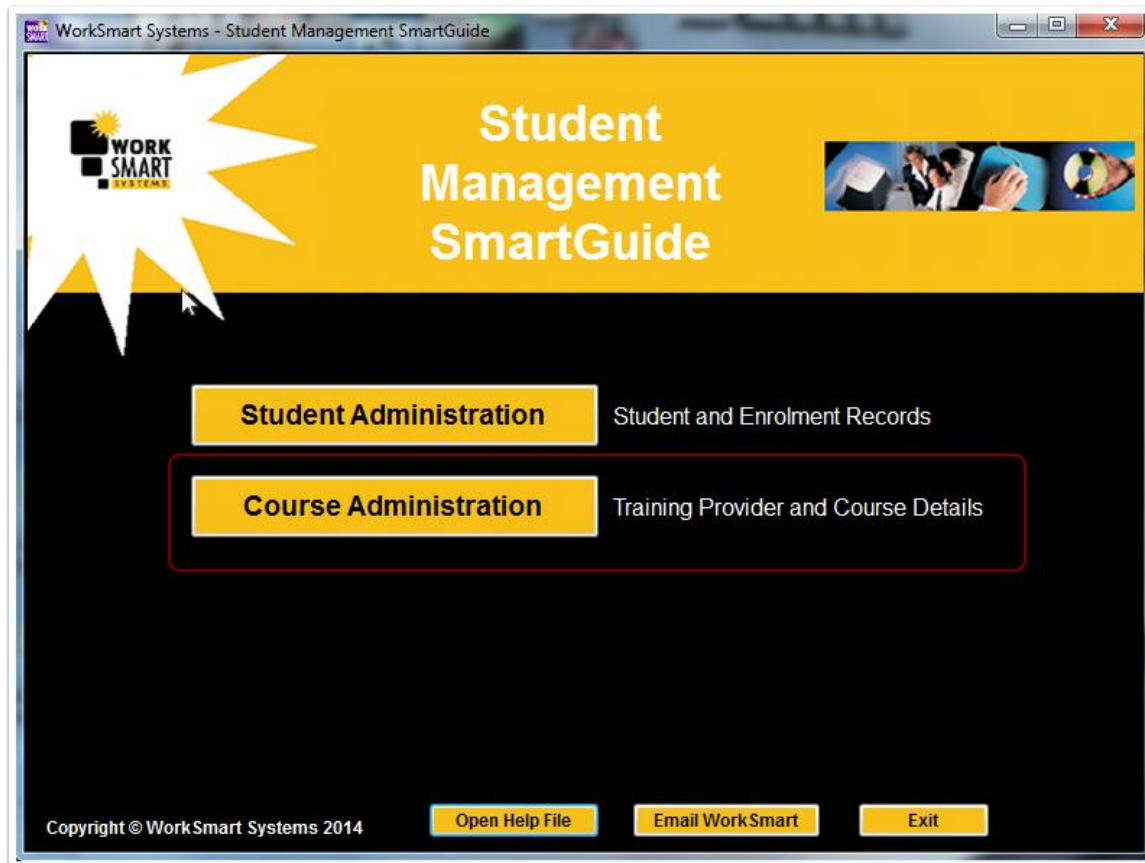 WorkSmart Systems - Student Management SmartGuide
WORK
SMART
SYSTEMS
Student
Management
SmartGuide
Student Administration
Student and Enrolment Records
Course Administration
Training Provider and Course Details
Copyright © WorkSmart Systems 2014
Open Help File
Email WorkSmart
Exit